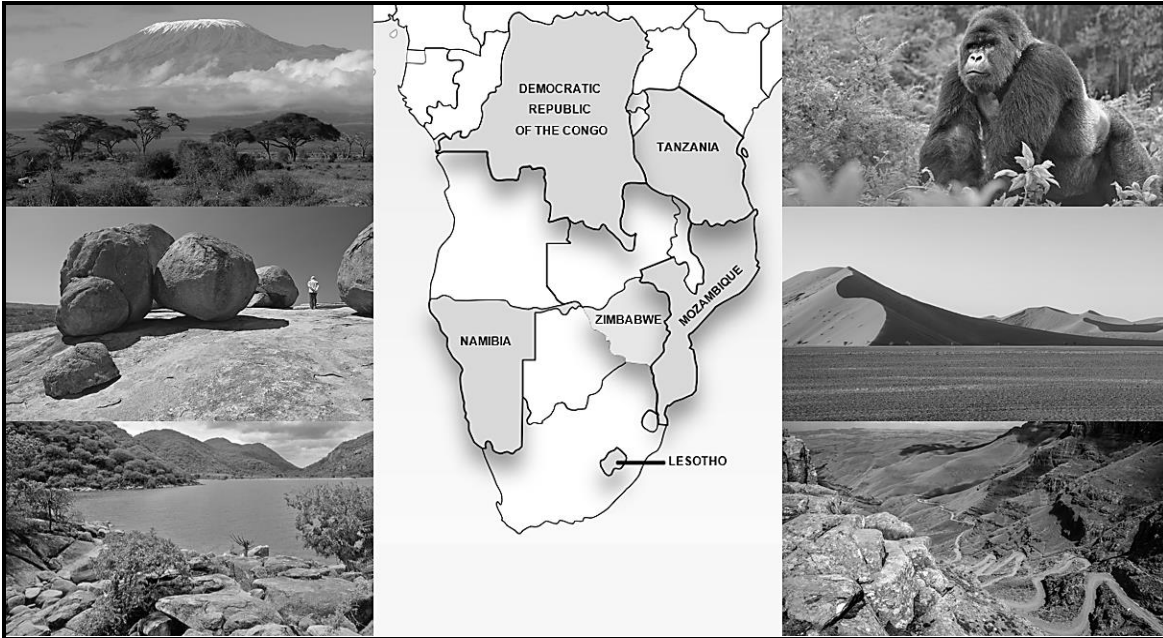 DEMOCRATIC
REPUBLIC
OF THE CONGO
TANZANIA
MOZAMBIQUE
ZIMBABWE
NAMIBIA
LESOTHO